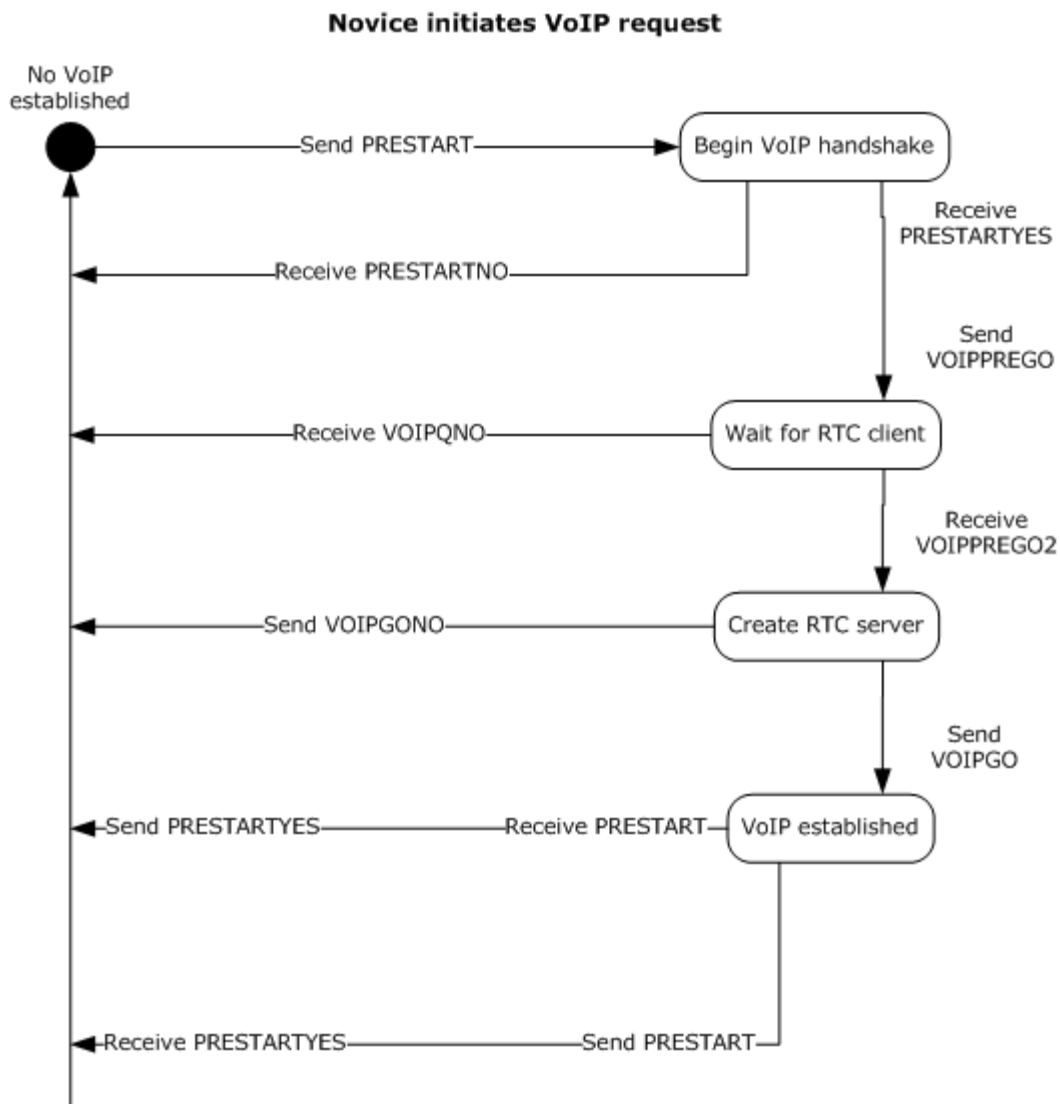 Novice initiates VoIP request
No VoIP
established
Send PRESTART
Begin VoIP handshake
Receive
PRESTARTYES
Receive PRESTARTNO
Send
VOIPPREGO
Receive VOIPQNO
Wait for RTC client
Receive
VOIPPREGO2
Send VOIPGONO
Create RTC server
Send
VOIPGO
Send PRESTARTYES
Receive PRESTART
VoIP established
Receive PRESTARTYES
Send PRESTART